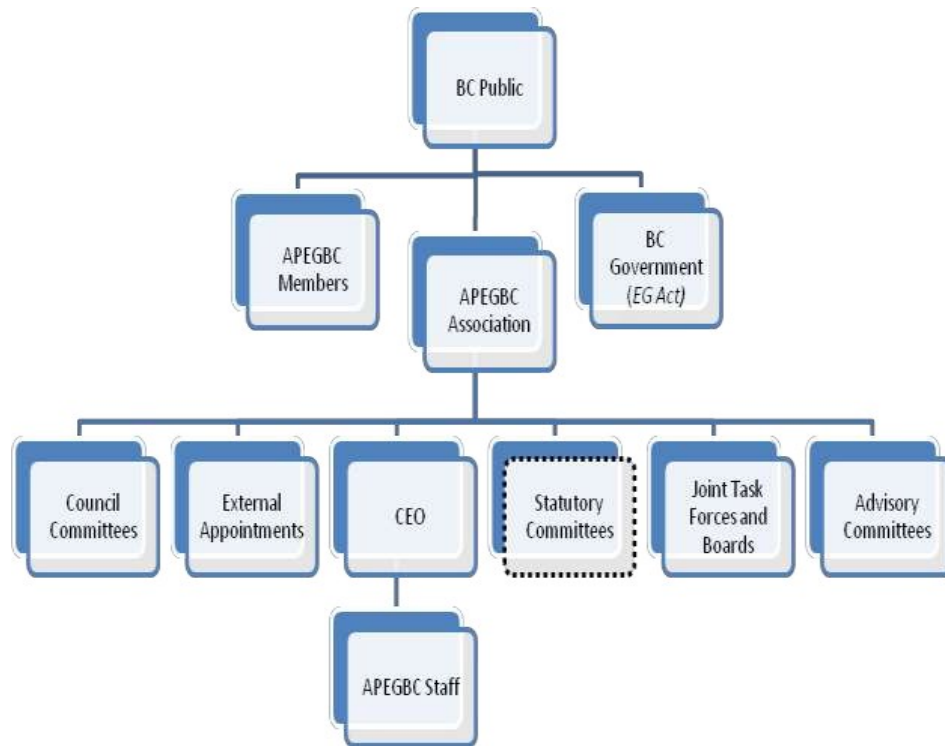 BC Public
APEGBC
Members
APEGBC
Association
BC
Government
(EG Act)
Council
Committees
External
Appointments
CEO
Statutory
Committees
Joint Task
Forces and
Boards
Advisory
Committees
APEGBC Staff